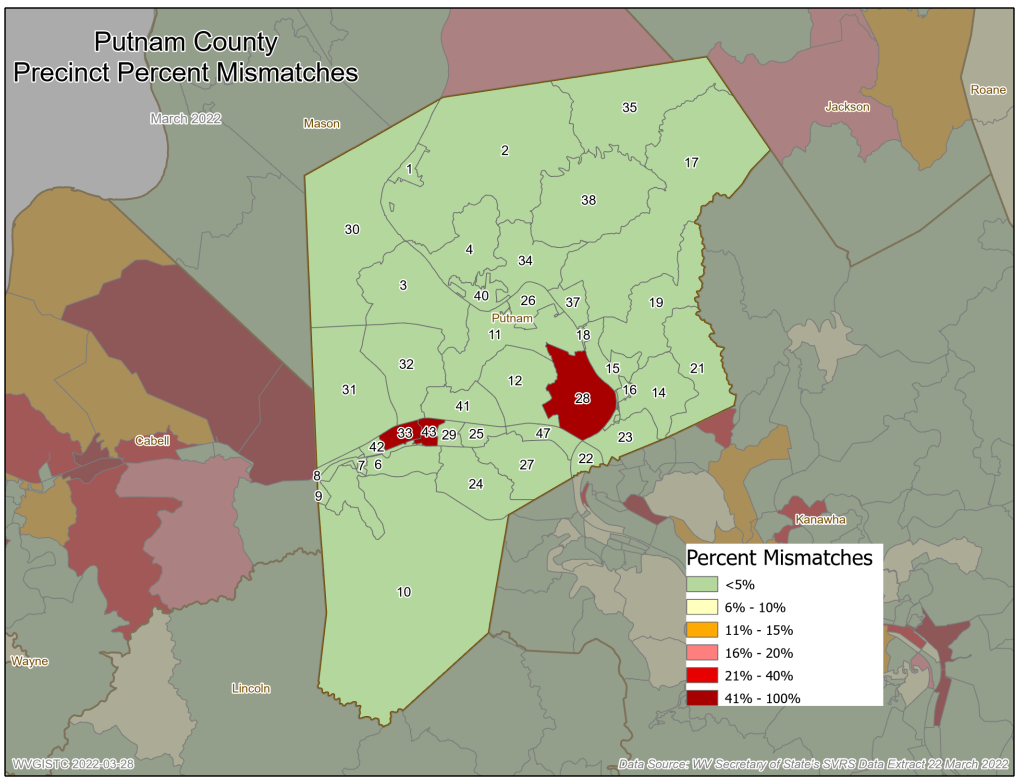 Putnam County
Precinct Percent Mismatches
March 2022
Mason
Jackson
Roane
35
2
1
17
38
30
4
34
3
40
26
37
19
Putnam
11
18
32
15
21
31
12
16
14
28
41
33
43
29
25
47
23
42
Cabell
7
6
27
22
8
24
9
Kanawha
10
Wayne
Lincoln
Percent Mismatches
<5%
6% - 10%
11% - 15%
16% - 20%
21% - 40%
41% - 100%
WVGISTC 2022-03-28
Data Source: WV Secretary of State's SVRS Data Extract 22 March 2022